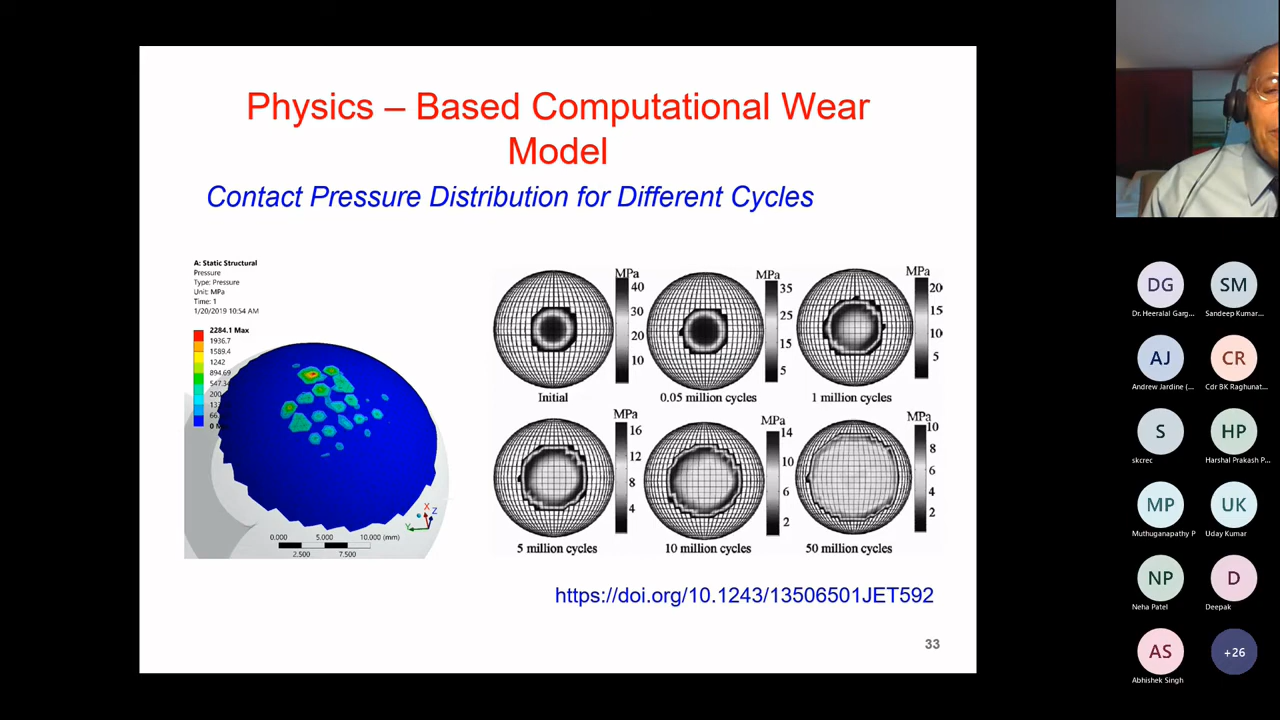 Physics – Based Computational Wear
Model
Contact Pressure Distribution for Different Cycles
A: Static Structural
Pressure
Type: Pressure
Unit: MPa
Time: 1
1/20/2019 10:54 AM
2284.1 Max
1936.7
1589.4
1242
894.69
547.34
200.
13
66
0 M
0.000 5.000 10.000 (mm)
2.500 7.500
X
Y
Z
MPa
40
30
20
10
Initial
MPa
35
25
15
5
0.05 million cycles
MPa
20
15
10
5
1 million cycles
MPa
16
12
8
4
5 million cycles
MPa
14
10
6
2
10 million cycles
MPa
10
8
6
4
2
50 million cycles
https://doi.org/10.1243/13506501JET592
33
DG
Dr. Heeralal Garg...
SM
Sandeep Kumar...
AJ
Andrew Jardine (...
CR
Cdr BK Raghunat...
S
skcrec
HP
Harshal Prakash P...
MP
Muthuganapathy P
UK
Uday Kumar
NP
Neha Patel
D
Deepak
AS
Abhishek Singh
+26